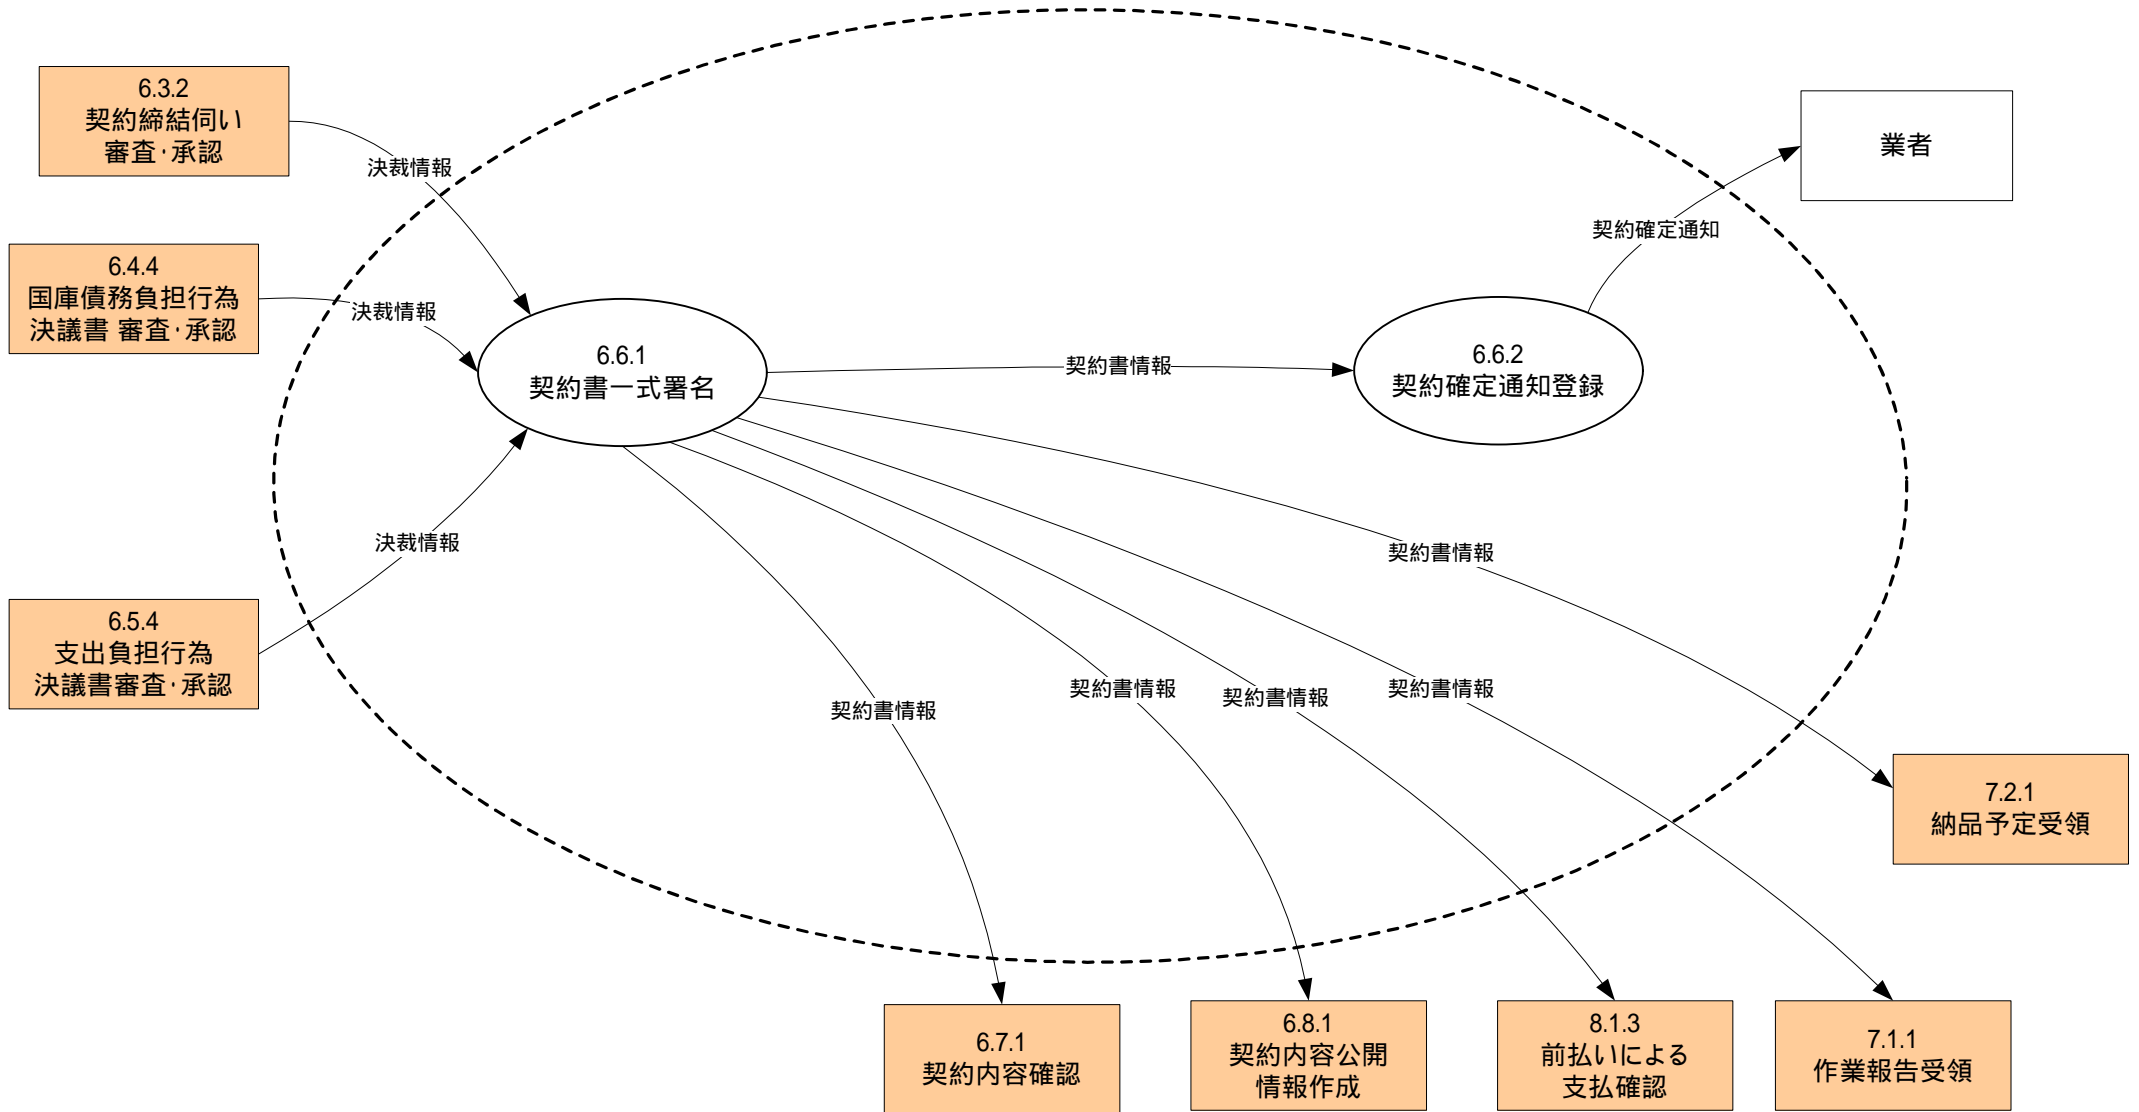 6.3.2
契約締結伺い
審査・承認
決裁情報
業者
契約確定通知
6.4.4
国庫債務負担行為
決議書 審査・承認
決裁情報
6.6.1
契約書一式署名
契約書情報
6.6.2
契約確定通知登録
決裁情報
契約書情報
6.5.4
支出負担行為
決議書審査・承認
契約書情報
契約書情報
契約書情報
契約書情報
7.2.1
納品予定受領
6.7.1
契約内容確認
6.8.1
契約内容公開
情報作成
8.1.3
前払いによる
支払確認
7.1.1
作業報告受領